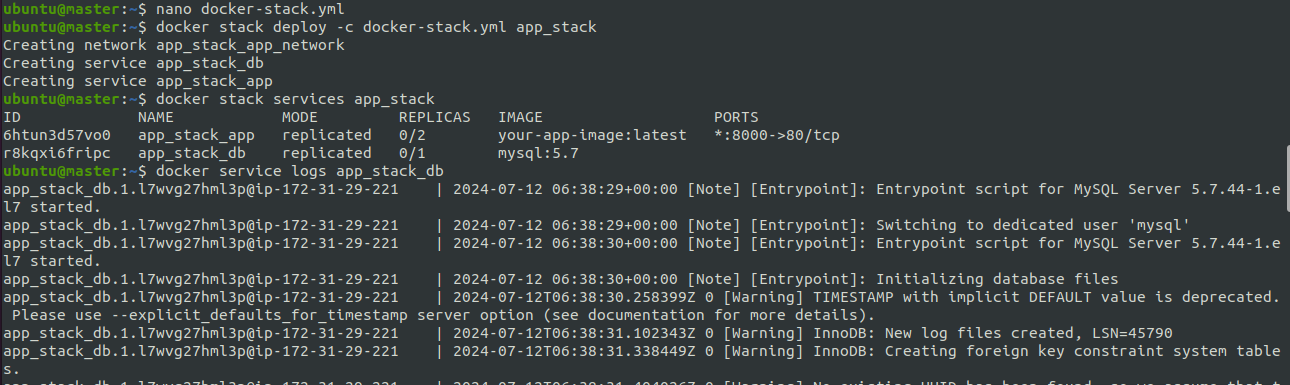 ubuntu@master:~$ nano docker-stack.yml
ubuntu@master:~$ docker stack deploy -c docker-stack.yml app_stack
Creating network app_stack_app_network
Creating service app_stack_db
Creating service app_stack_app
ubuntu@master:~$ docker stack services app_stack
ID             NAME            MODE         REPLICAS   IMAGE                   PORTS
6htun3d57vo0   app_stack_app   replicated   0/2        your-app-image:latest   *:8000->80/tcp
r8kqxi6fripc   app_stack_db    replicated   0/1        mysql:5.7
ubuntu@master:~$ docker service logs app_stack_db
app_stack_db.1.l7wvg27hml3p@ip-172-31-29-221    | 2024-07-12 06:38:29+00:00 [Note] [Entrypoint]: Entrypoint script for MySQL Server 5.7.44-1.e
l7 started.
app_stack_db.1.l7wvg27hml3p@ip-172-31-29-221    | 2024-07-12 06:38:29+00:00 [Note] [Entrypoint]: Switching to dedicated user 'mysql'
app_stack_db.1.l7wvg27hml3p@ip-172-31-29-221    | 2024-07-12 06:38:30+00:00 [Note] [Entrypoint]: Entrypoint script for MySQL Server 5.7.44-1.e
l7 started.
app_stack_db.1.l7wvg27hml3p@ip-172-31-29-221    | 2024-07-12 06:38:30+00:00 [Note] [Entrypoint]: Initializing database files
app_stack_db.1.l7wvg27hml3p@ip-172-31-29-221    | 2024-07-12T06:38:30.258399Z 0 [Warning] TIMESTAMP with implicit DEFAULT value is deprecated.
 Please use --explicit_defaults_for_timestamp server option (see documentation for more details).
app_stack_db.1.l7wvg27hml3p@ip-172-31-29-221    | 2024-07-12T06:38:31.102343Z 0 [Warning] InnoDB: New log files created, LSN=45790
app_stack_db.1.l7wvg27hml3p@ip-172-31-29-221    | 2024-07-12T06:38:31.338449Z 0 [Warning] InnoDB: Creating foreign key constraint system table
s.